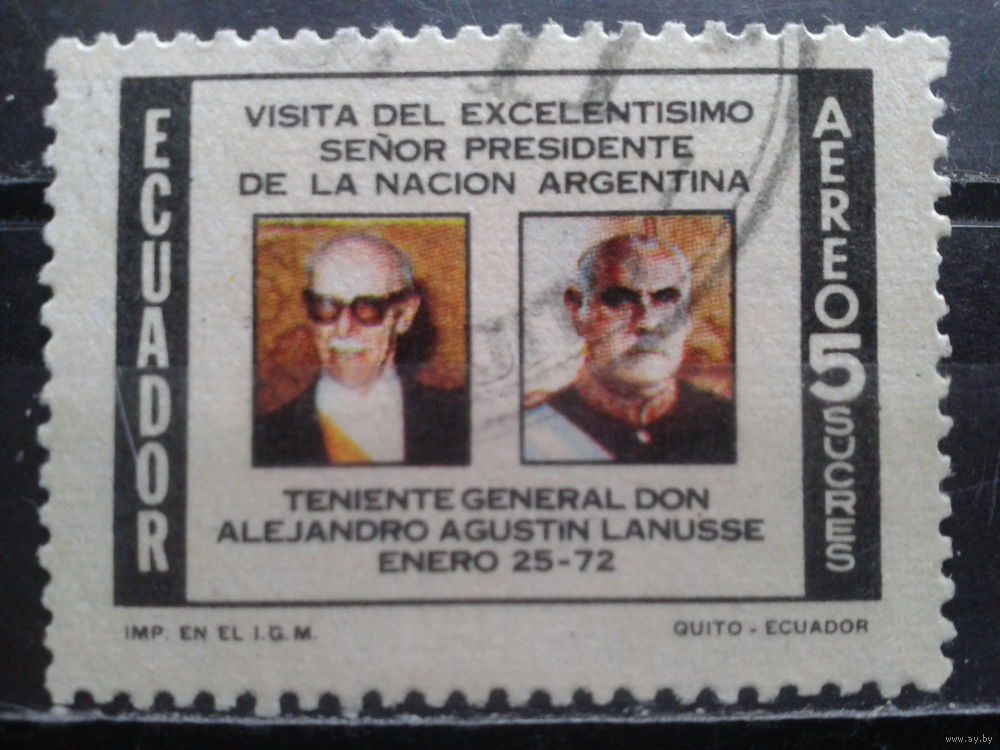 ECUADOR
VISITA DEL EXCELENTISIMO
SEÑOR PRESIDENTE
DE LA NACION ARGENTINA
AEREO 5 SUCRES
TENIENTE GENERAL DON
ALEJANDRO AGUSTIN LANUSSE
ENERO 25-72
IMP. EN EL I.G.M.
QUITO - ECUADOR
www.ay.by